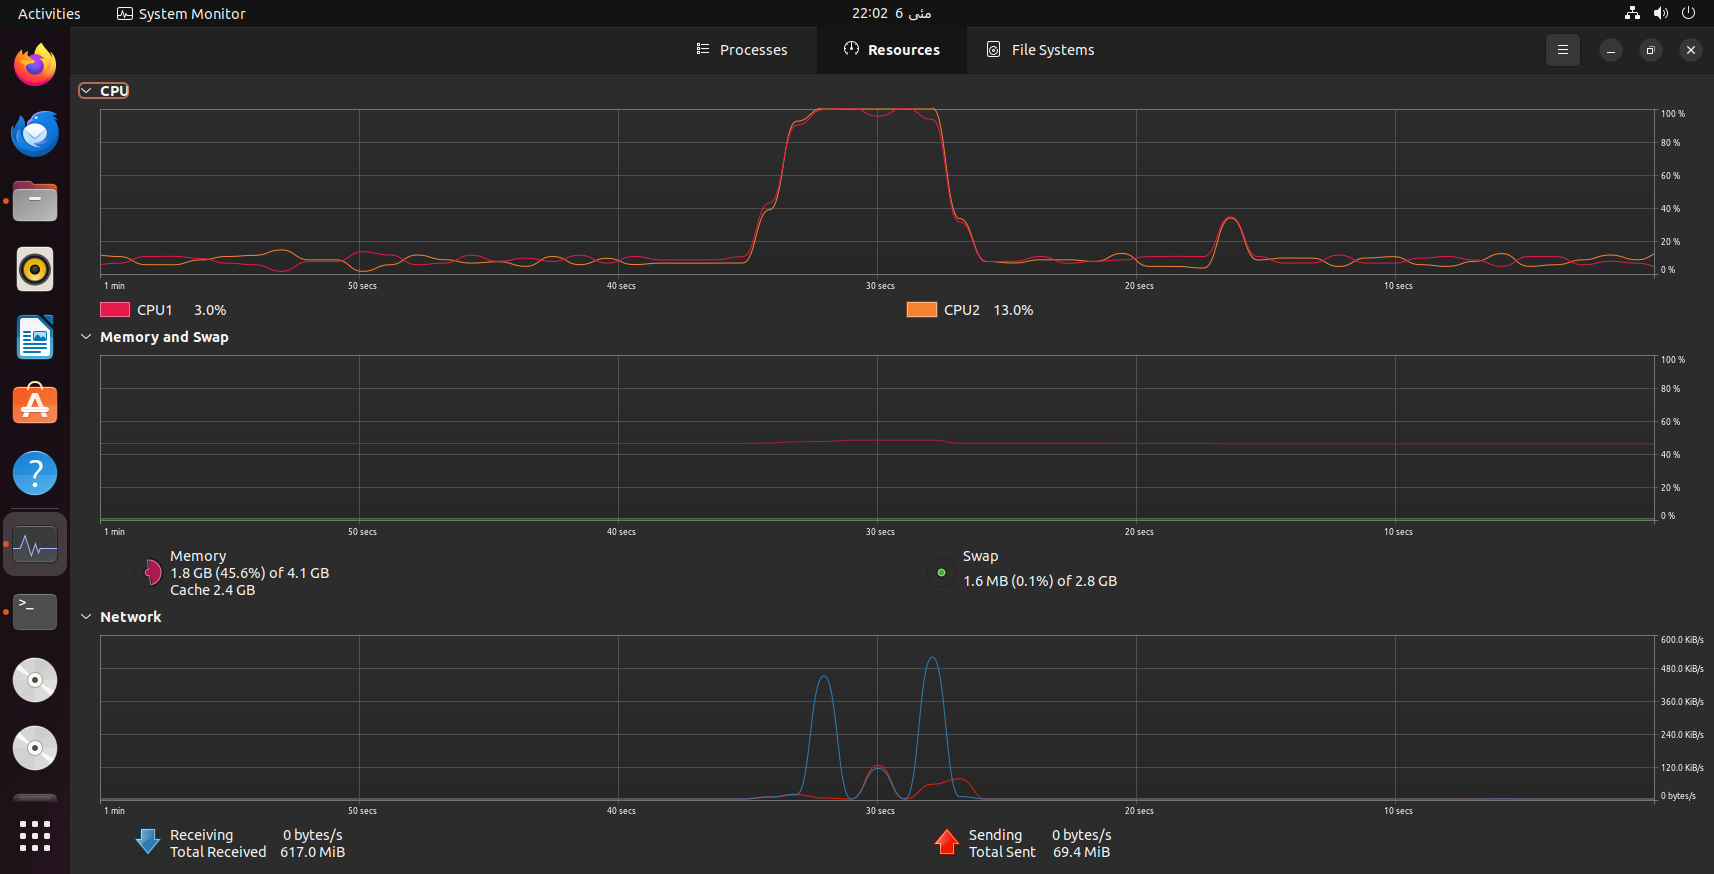 Activities System Monitor 22:02 6 مئی
Processes Resources File Systems
CPU
100 %
80 %
60 %
40 %
20 %
0 %
1 min 50 secs 40 secs 30 secs 20 secs 10 secs
CPU1 3.0% CPU2 13.0%
Memory and Swap
100 %
80 %
60 %
40 %
20 %
0 %
1 min 50 secs 40 secs 30 secs 20 secs 10 secs
Memory
1.8 GB (45.6%) of 4.1 GB
Cache 2.4 GB
Swap
1.6 MB (0.1%) of 2.8 GB
Network
600.0 KiB/s
480.0 KiB/s
360.0 KiB/s
240.0 KiB/s
120.0 KiB/s
0 bytes/s
1 min 50 secs 40 secs 30 secs 20 secs 10 secs
Receiving 0 bytes/s
Total Received 617.0 MiB
Sending 0 bytes/s
Total Sent 69.4 MiB